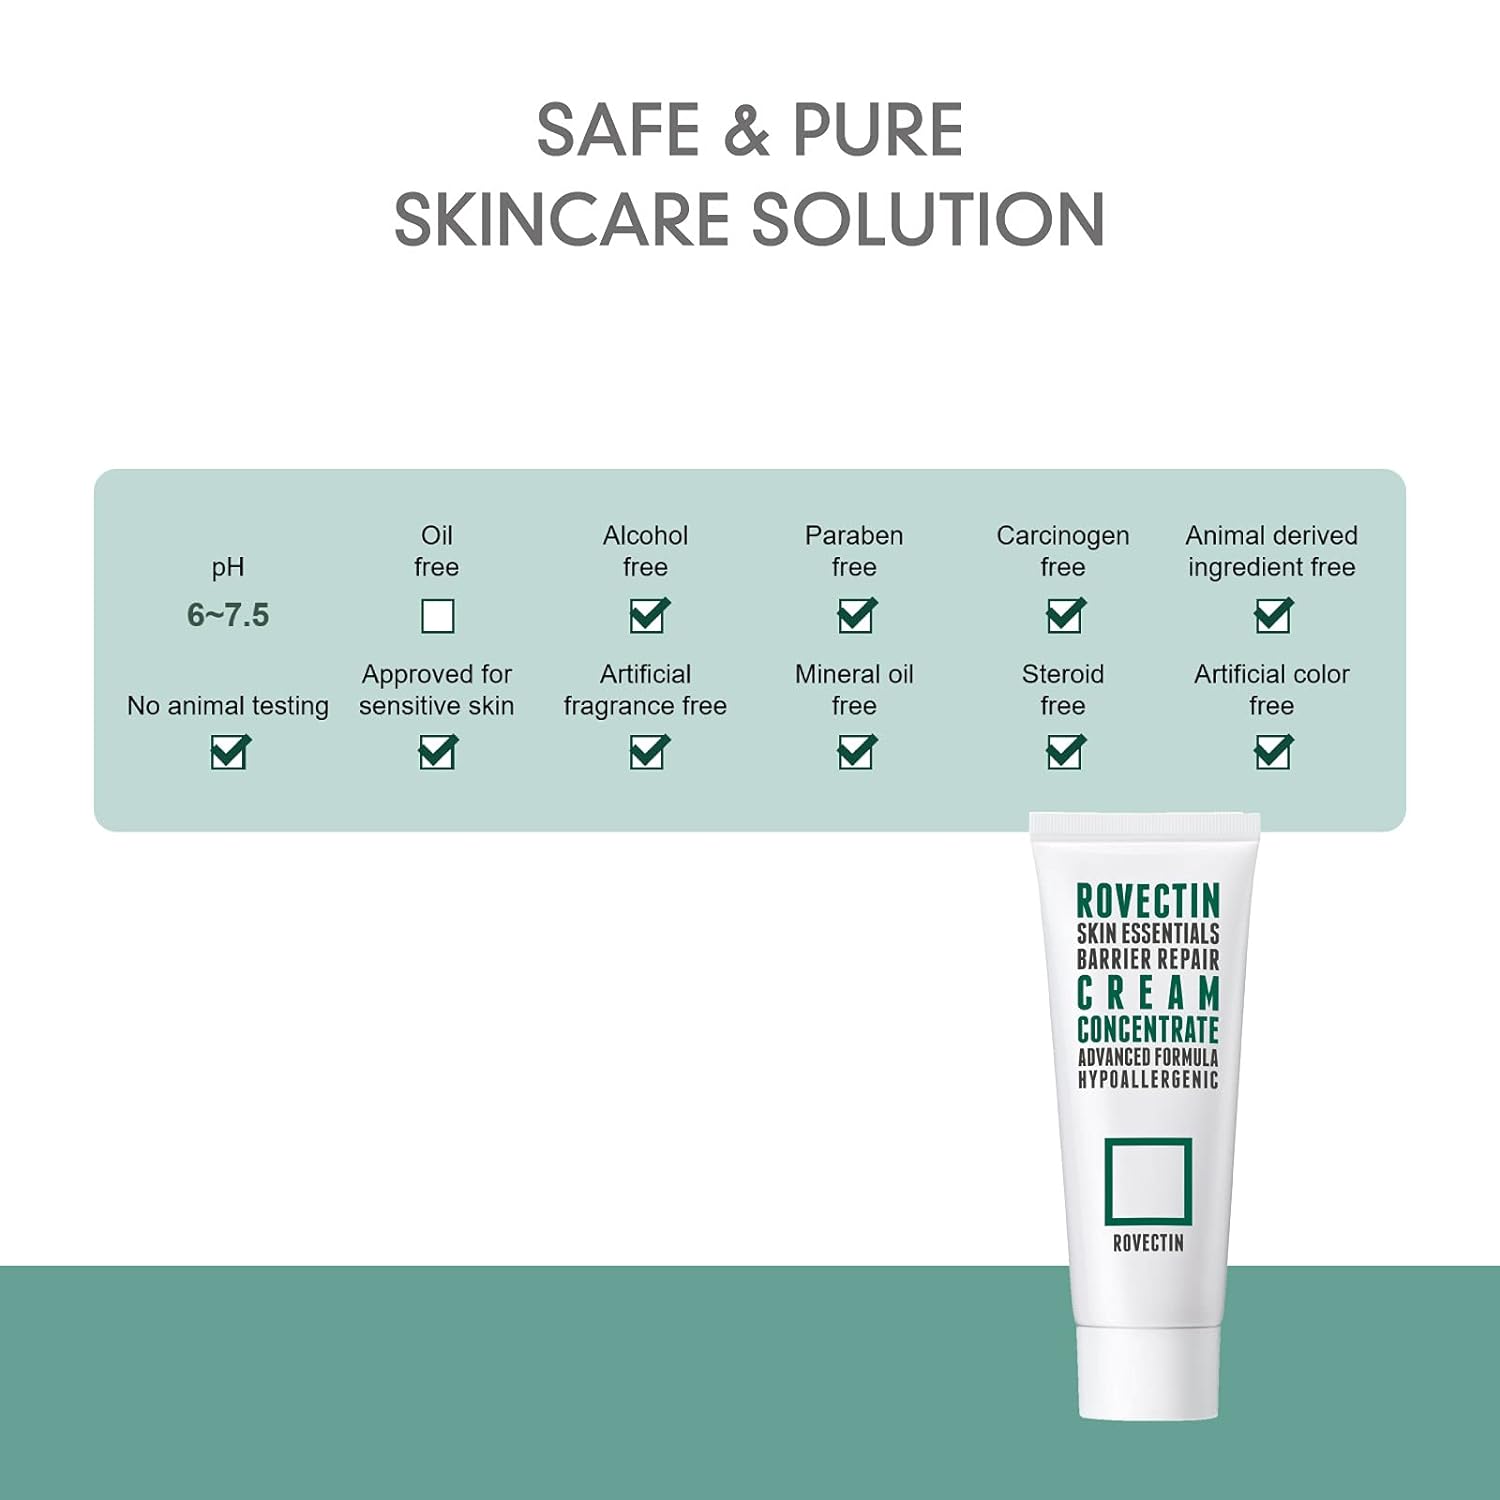 SAFE & PURE
SKINCARE SOLUTION
pH
6~7.5
Oil
free
Alcohol
free
Paraben
free
Carcinogen
free
Animal derived
ingredient free
No animal testing
Approved for
sensitive skin
Artificial
fragrance free
Mineral oil
free
Steroid
free
Artificial color
free
ROVECTIN
SKIN ESSENTIALS
BARRIER REPAIR
CREAM
CONCENTRATE
ADVANCED FORMULA
HYPOALLERGENIC
ROVECTIN